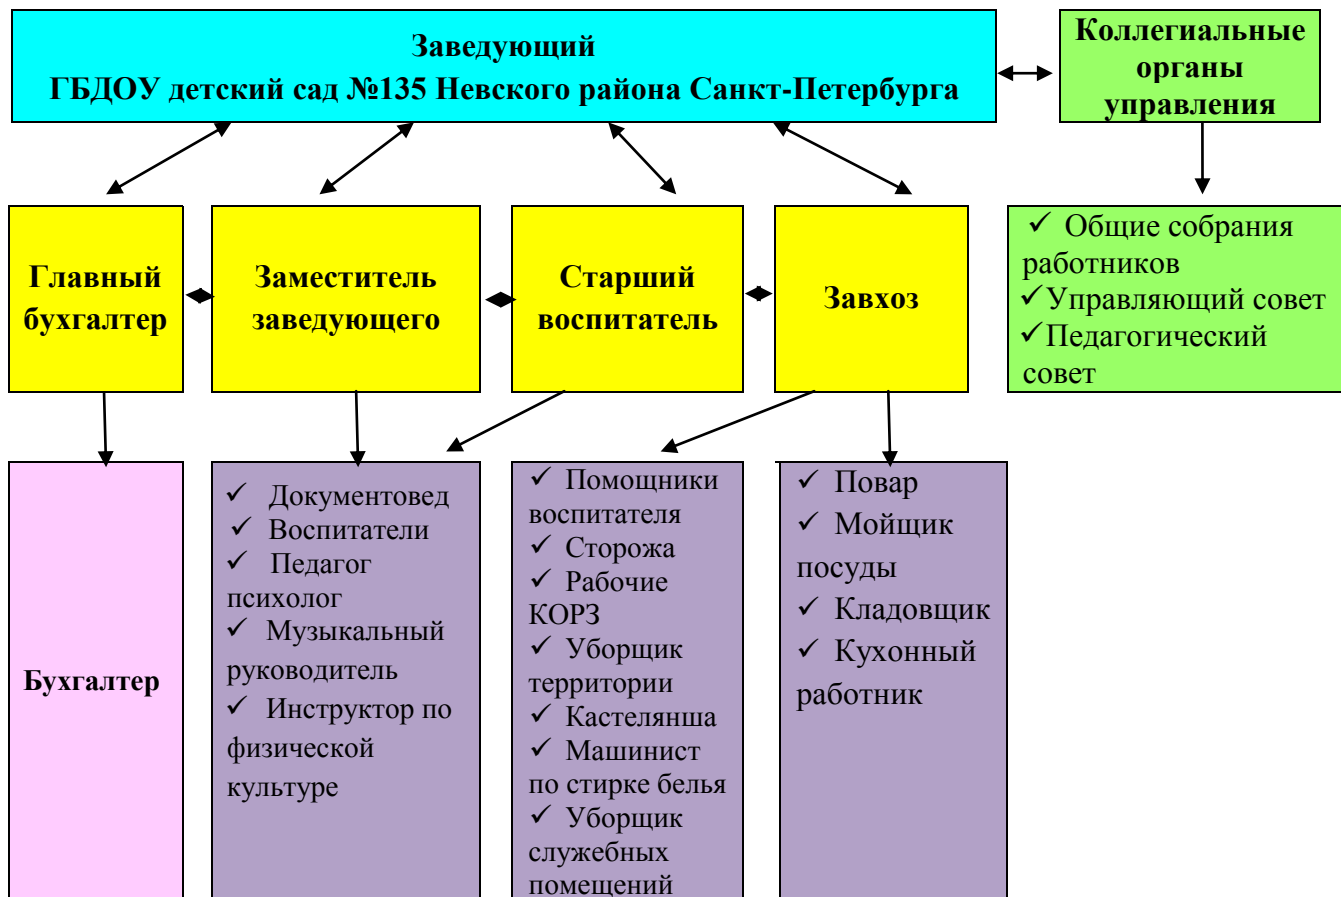 Заведующий
ГБДОУ детский сад №135 Невского района Санкт-Петербурга
Коллегиальные
органы
управления
Главный
бухгалтер
Заместитель
заведующего
Старший
воспитатель
Завхоз
✓ Общие собрания
работников
✓Управляющий совет
✓Педагогический
совет
Бухгалтер
✓ Документовед
✓ Воспитатели
✓ Педагог
психолог
✓ Музыкальный
руководитель
✓ Инструктор по
физической
культуре
✓ Помощники
воспитателя
✓ Сторожа
✓ Рабочие
КОРЗ
✓ Уборщик
территории
✓ Кастелянша
✓ Машинист
по стирке белья
✓ Уборщик
служебных
помещений
✓ Повар
✓ Мойщик
посуды
✓ Кладовщик
✓ Кухонный
работник